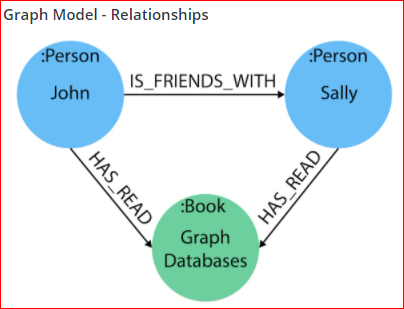 Graph Model - Relationships
:Person
John
IS_FRIENDS_WITH
:Person
Sally
HAS_READ
HAS_READ
:Book
Graph
Databases